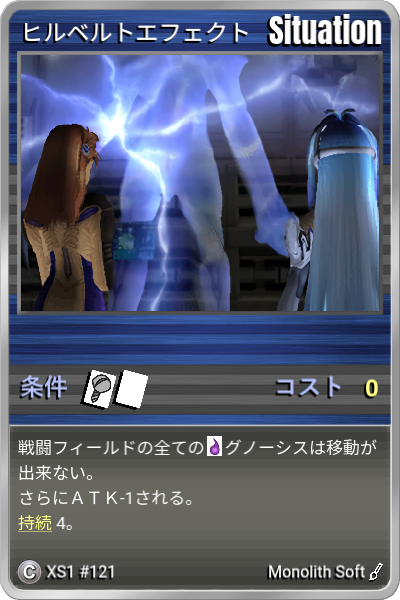 ヒルベルトエフェクト Situation
条件 コスト 0
戦闘フィールドの全てのグノーシスは移動が
出来ない。
さらにＡＴＫ-1される。
持続 4。
C XS1 #121 Monolith Soft